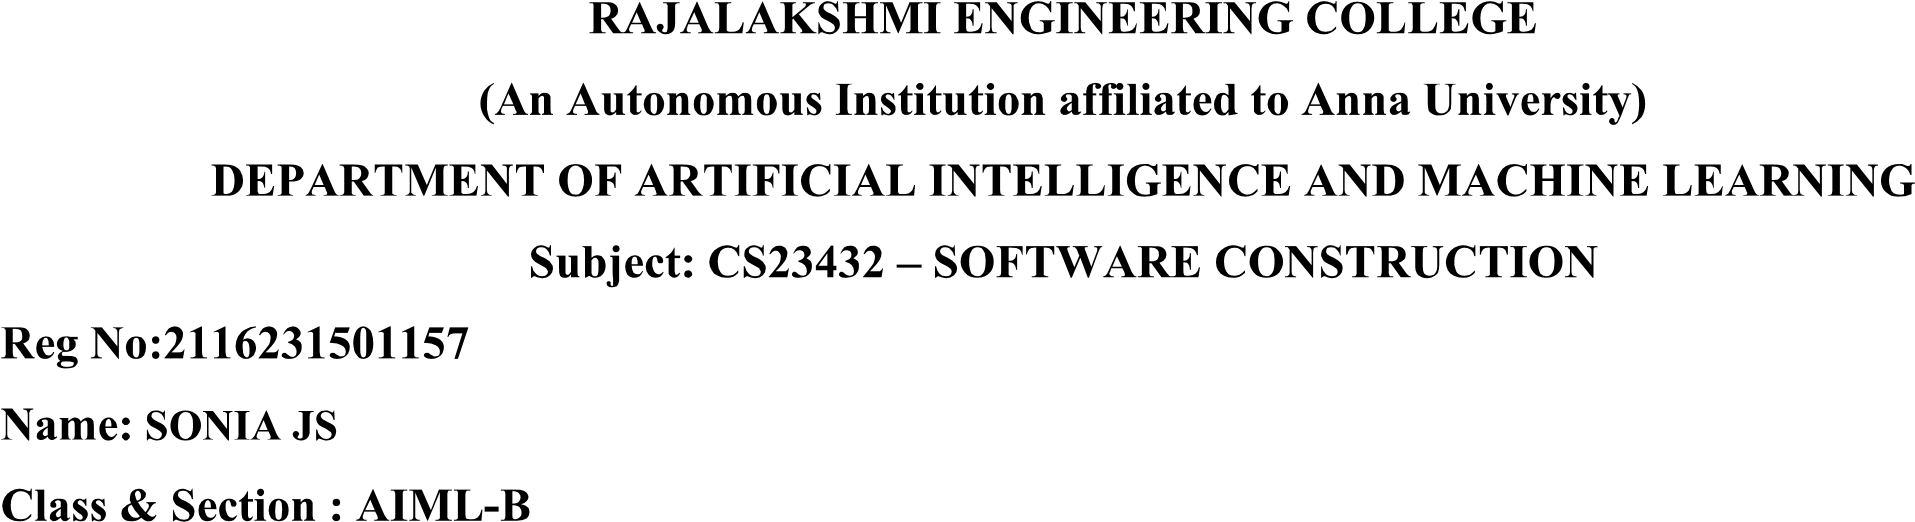 RAJALAKSHMI ENGINEERING COLLEGE
(An Autonomous Institution affiliated to Anna University)
DEPARTMENT OF ARTIFICIAL INTELLIGENCE AND MACHINE LEARNING
Subject: CS23432 – SOFTWARE CONSTRUCTION
Reg No:2116231501157
Name: SONIA JS
Class & Section : AIML-B